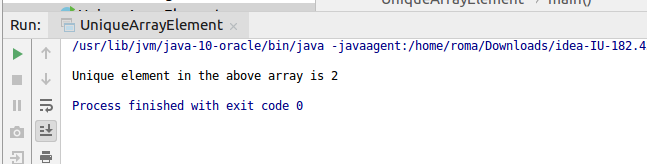 UniqueArrayElement main()
Run: UniqueArrayElement
/usr/lib/jvm/java-10-oracle/bin/java -javaagent:/home/roma/Downloads/idea-IU-182.4
Unique element in the above array is 2
Process finished with exit code 0